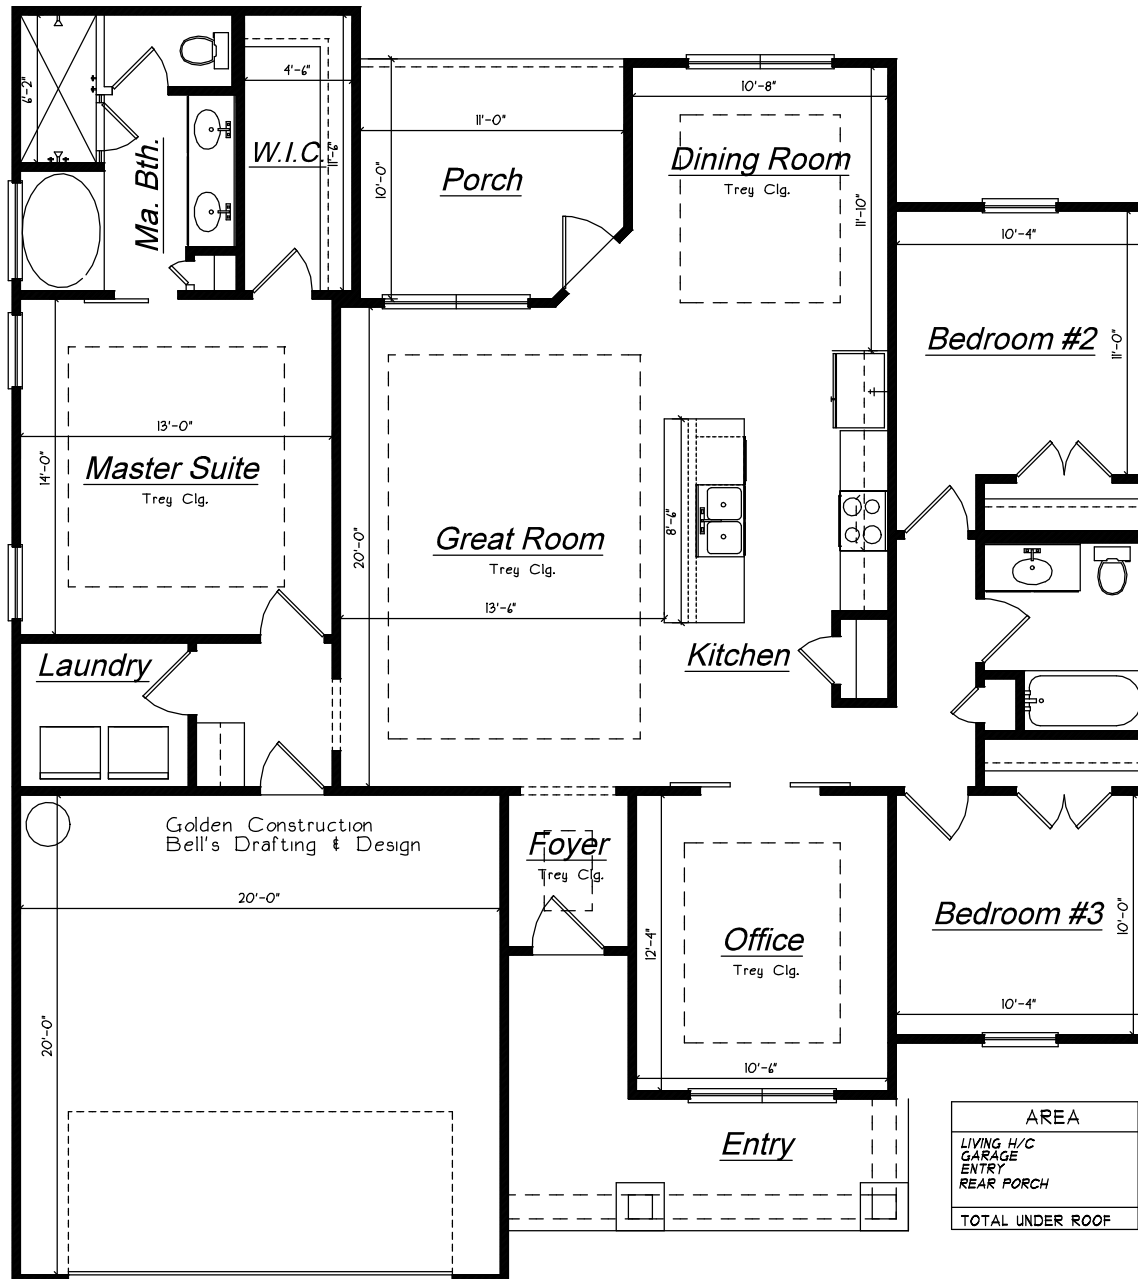 6'-2"
Ma. Bth.
4'-6"
W.I.C.
11'-6"
11'-0"
10'-0"
Porch
10'-8"
Dining Room
Trey Clg.
11'-10"
10'-4"
Bedroom #2
11'-0"
13'-0"
14'-0"
Master Suite
Trey Clg.
20'-0"
Great Room
Trey Clg.
13'-6"
8'-6"
Kitchen
Laundry
Golden Construction
Bell's Drafting & Design
20'-0"
20'-0"
Foyer
Trey Clg.
12'-4"
Office
Trey Clg.
10'-6"
Bedroom #3
10'-0"
10'-4"
Entry
AREA
LIVING H/C
GARAGE
ENTRY
REAR PORCH
TOTAL UNDER ROOF